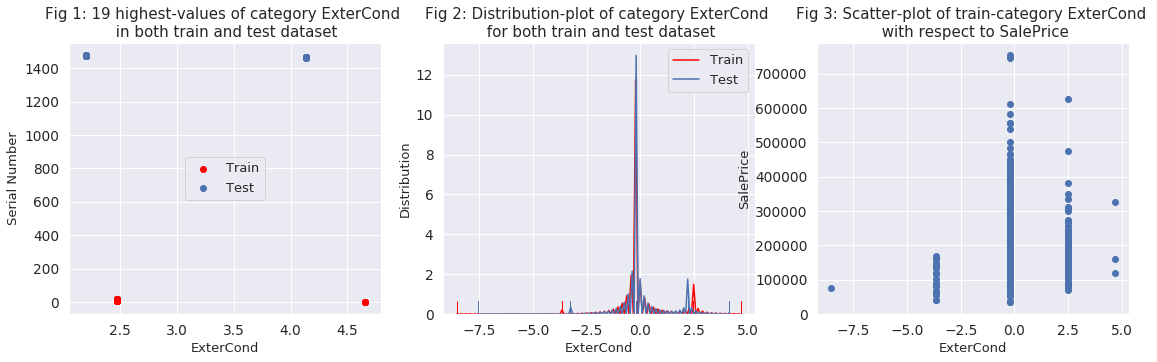 Fig 1: 19 highest-values of category ExterCond
in both train and test dataset
1400
1200
1000
800
600
400
200
0
Serial Number
Train
Test
2.5
3.0
3.5
4.0
4.5
ExterCond
Fig 2: Distribution-plot of category ExterCond
for both train and test dataset
12
10
8
6
4
2
0
Distribution
Train
Test
−7.5
−5.0
−2.5
0.0
2.5
5.0
ExterCond
Fig 3: Scatter-plot of train-category ExterCond
with respect to SalePrice
700000
600000
500000
400000
300000
200000
100000
0
SalePrice
−7.5
−5.0
−2.5
0.0
2.5
5.0
ExterCond